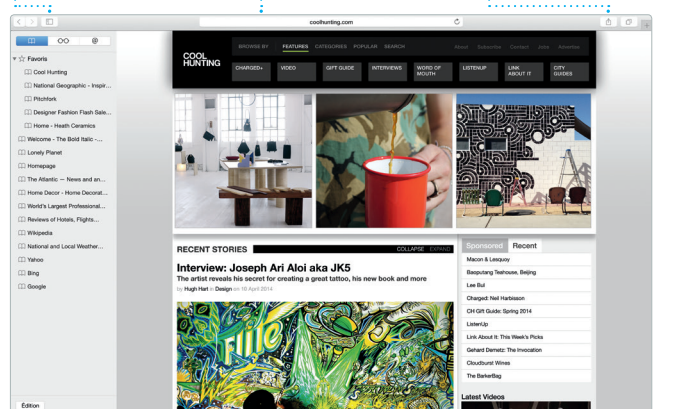 coolhunting.com
Favoris
Cool Hunting
National Geographic - Inspir...
Pitchfork
Designer Fashion Flash Sale...
Home - Heath Ceramics
Welcome - The Bold Italic -...
Lonely Planet
Homepage
The Atlantic — News and an...
Home Decor - Home Decorat...
World's Largest Professional...
Reviews of Hotels, Flights...
Wikipedia
National and Local Weather...
Yahoo
Bing
Google
Édition
COOL
HUNTING
BROWSE BY FEATURES CATEGORIES POPULAR SEARCH
About Subscribe Contact Jobs Advertise
CHARGED+
VIDEO
GIFT GUIDE
INTERVIEWS
WORD OF
MOUTH
LISTENUP
LINK
ABOUT IT
CITY
GUIDES
RECENT STORIES
COLLAPSE EXPAND
Interview: Joseph Ari Aloi aka JK5
The artist reveals his secret for creating a great tattoo, his new book and more
by Hugh Hart in Design on 10 April 2014
FLITE
Sponsored Recent
Macon & Lesquoy
Baoputang Teahouse, Beijing
Lee Bul
Charged: Neil Harbisson
CH Gift Guide: Spring 2014
ListenUp
Link About It: This Week's Picks
Gehard Demetz: The Invocation
Cloudburst Wines
The BarkerBag
Latest Videos